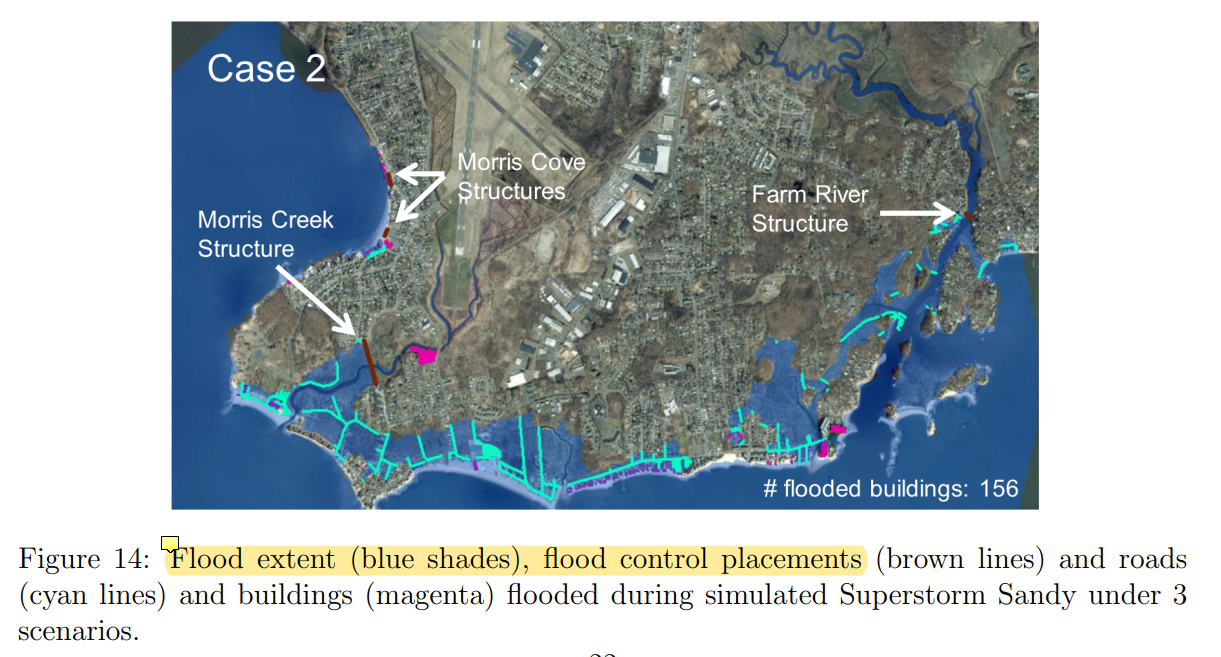 Case 2
Morris Cove
Structures
Farm River
Structure
Morris Creek
Structure
# flooded buildings: 156
Figure 14: Flood extent (blue shades), flood control placements (brown lines) and roads
(cyan lines) and buildings (magenta) flooded during simulated Superstorm Sandy under 3
scenarios.